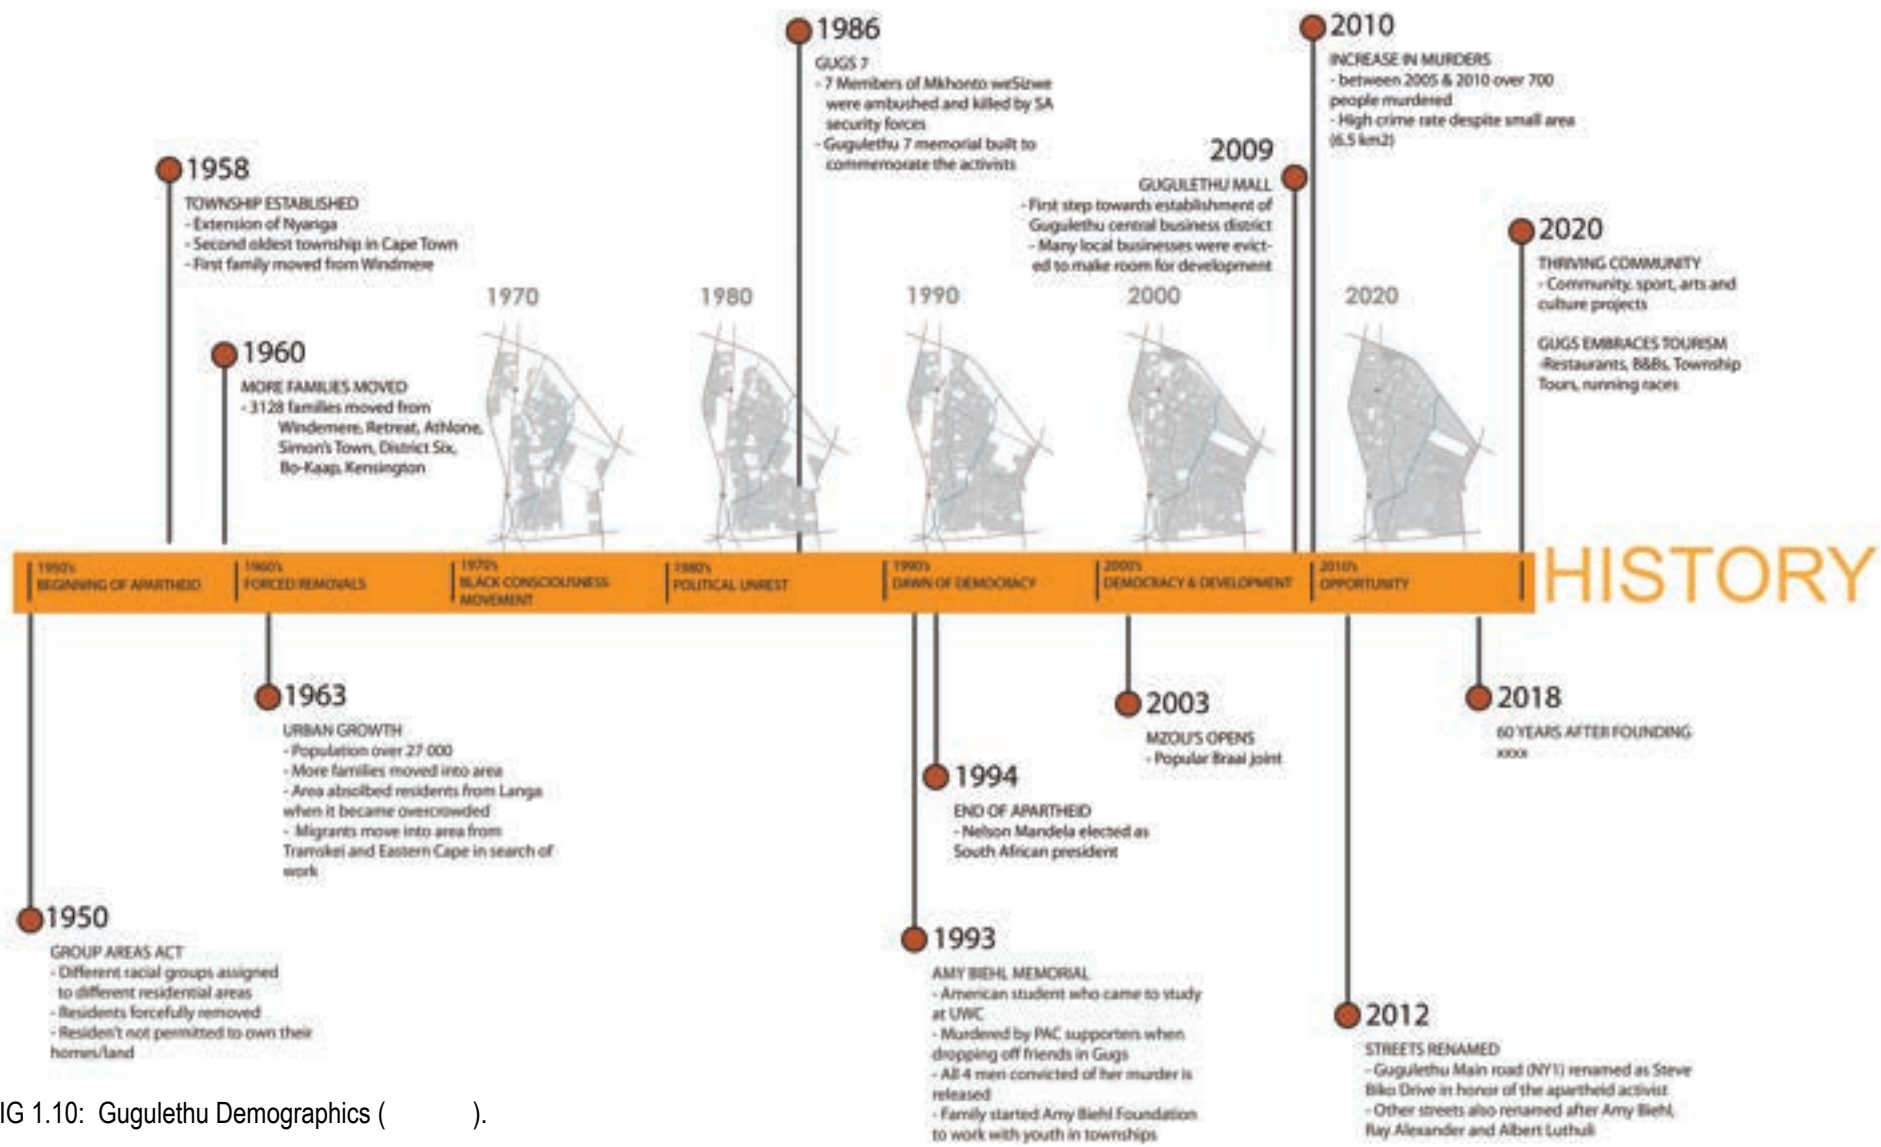 1986
GUGS 7
- 7 Members of Mkhonto weSizwe
were ambushed and killed by SA
security forces
- Gugulethu 7 memorial built to
commemorate the activists
2010
INCREASE IN MURDERS
- between 2005 & 2010 over 700
people murdered
- High crime rate despite small area
(6.5 km2)
1958
TOWNSHIP ESTABLISHED
- Extension of Nyanga
- Second oldest township in Cape Town
- First family moved from Windmere
2009
GUGULETHU MALL
- First step towards establishment of
Gugulethu central business district
- Many local businesses were evict-
ed to make room for development
2020
THRIVING COMMUNITY
- Community, sport, arts and
culture projects
GUGS EMBRACES TOURISM
-Restaurants, B&Bs, Township
Tours, running races
1960
MORE FAMILIES MOVED
- 3128 families moved from
Windemere, Retreat, Athlone,
Simon's Town, District Six,
Bo-Kaap, Kensington
1970
1980
1990
2000
2020
1950's
BEGINNING OF APARTHEID
1960's
FORCED REMOVALS
1970's
BLACK CONSCIOUSNESS
MOVEMENT
1980's
POLITICAL UNREST
1990's
DAWN OF DEMOCRACY
2000's
DEMOCRACY & DEVELOPMENT
2010's
OPPORTUNITY
HISTORY
1963
URBAN GROWTH
- Population over 27 000
- More families moved into area
- Area absolbed residents from Langa
when it became overcrowded
- Migrants move into area from
Tramskei and Eastern Cape in search of
work
2003
MZOLI'S OPENS
- Popular Braai joint
2018
60 YEARS AFTER FOUNDING
xxxx
1994
END OF APARTHEID
- Nelson Mandela elected as
South African president
1950
GROUP AREAS ACT
- Different racial groups assigned
to different residential areas
- Residents forcefully removed
- Residen't not permitted to own their
homes/land
1993
AMY BIEHL MEMORIAL
- American student who came to study
at UWC
- Murdered by PAC supporters when
dropping off friends in Gugs
- All 4 men convicted of her murder is
released
- Family started Amy Biehl Foundation
to work with youth in townships
2012
STREETS RENAMED
- Gugulethu Main road (NY1) renamed as Steve
Biko Drive in honor of the apartheid activist
- Other streets also renamed after Amy Biehl,
Ray Alexander and Albert Luthuli
IG 1.10: Gugulethu Demographics ( ).